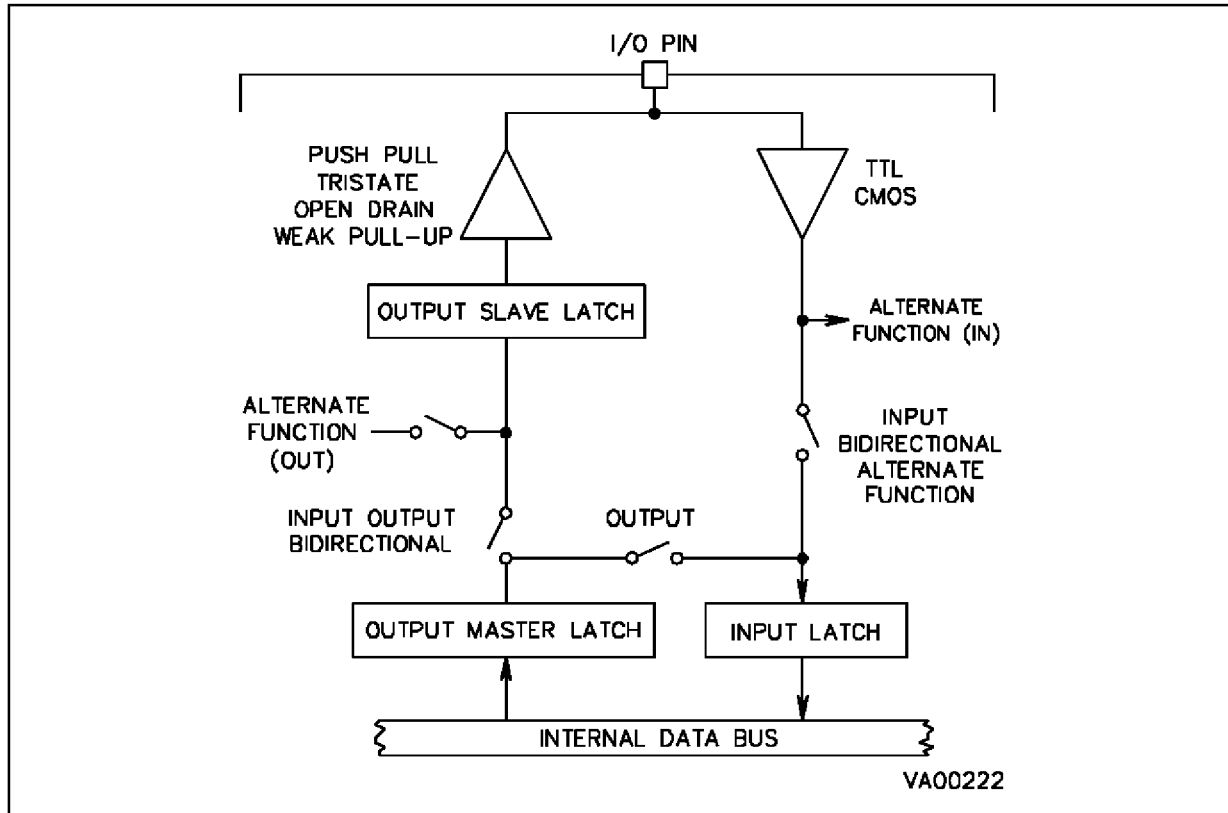 I/O PIN
PUSH PULL
TRISTATE
OPEN DRAIN
WEAK PULL-UP
TTL
CMOS
OUTPUT SLAVE LATCH
ALTERNATE
FUNCTION (IN)
ALTERNATE
FUNCTION
(OUT)
INPUT
BIDIRECTIONAL
ALTERNATE
FUNCTION
INPUT OUTPUT
BIDIRECTIONAL
OUTPUT
OUTPUT MASTER LATCH
INPUT LATCH
INTERNAL DATA BUS
VA00222